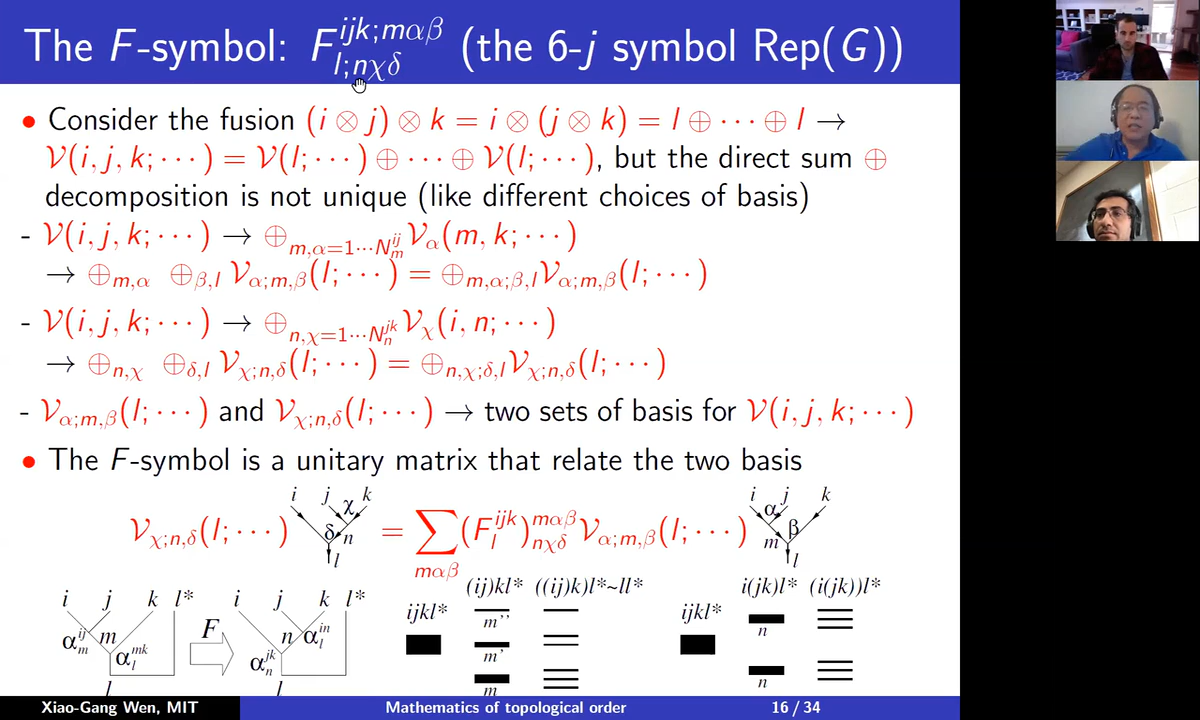 The F-symbol: F^{ijk;mαβ}_{l;nχδ} (the 6-j symbol Rep(G))
• Consider the fusion (i ⊗ j) ⊗ k = i ⊗ (j ⊗ k) = l ⊕ ··· ⊕ l →
V(i, j, k; ···) = V(l; ···) ⊕ ··· ⊕ V(l; ···), but the direct sum ⊕
decomposition is not unique (like different choices of basis)
- V(i, j, k; ···) → ⊕_{m,α=1···N^{ij}_m} V_α(m, k; ···)
→ ⊕_{m,α} ⊕_{β,l} V_{α;m,β}(l; ···) = ⊕_{m,α;β,l} V_{α;m,β}(l; ···)
- V(i, j, k; ···) → ⊕_{n,χ=1···N^{jk}_n} V_χ(i, n; ···)
→ ⊕_{n,χ} ⊕_{δ,l} V_{χ;n,δ}(l; ···) = ⊕_{n,χ;δ,l} V_{χ;n,δ}(l; ···)
- V_{α;m,β}(l; ···) and V_{χ;n,δ}(l; ···) → two sets of basis for V(i, j, k; ···)
• The F-symbol is a unitary matrix that relate the two basis
i j k i j k
χ α
V_{χ;n,δ}(l; ···) δ n = ∑_{mαβ} (F^{ijk}_l)^{mαβ}_{nχδ} V_{α;m,β}(l; ···) m β
l l
(ij)kl* ((ij)k)l*~ll* i(jk)l* (i(jk))l*
i j k l* i j k l* ijkl* ijkl*
α^{ij}_m m F n α^{in}_l m'' n
α^{mk}_l α^{jk}_n m'
l l m n
Xiao-Gang Wen, MIT Mathematics of topological order 16 / 34